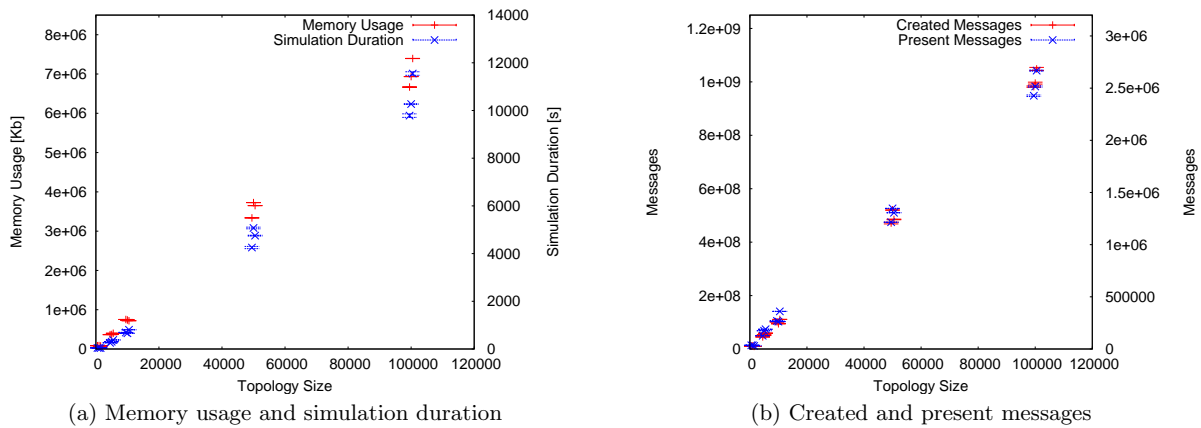 Memory Usage
Simulation Duration
Memory Usage [Kb]
8e+06
7e+06
6e+06
5e+06
4e+06
3e+06
2e+06
1e+06
0
14000
12000
10000
8000
6000
4000
2000
0
Simulation Duration [s]
0 20000 40000 60000 80000 100000 120000
Topology Size
(a) Memory usage and simulation duration
Created Messages
Present Messages
Messages
1.2e+09
1e+09
8e+08
6e+08
4e+08
2e+08
0
3e+06
2.5e+06
2e+06
1.5e+06
1e+06
500000
0
Messages
0 20000 40000 60000 80000 100000 120000
Topology Size
(b) Created and present messages